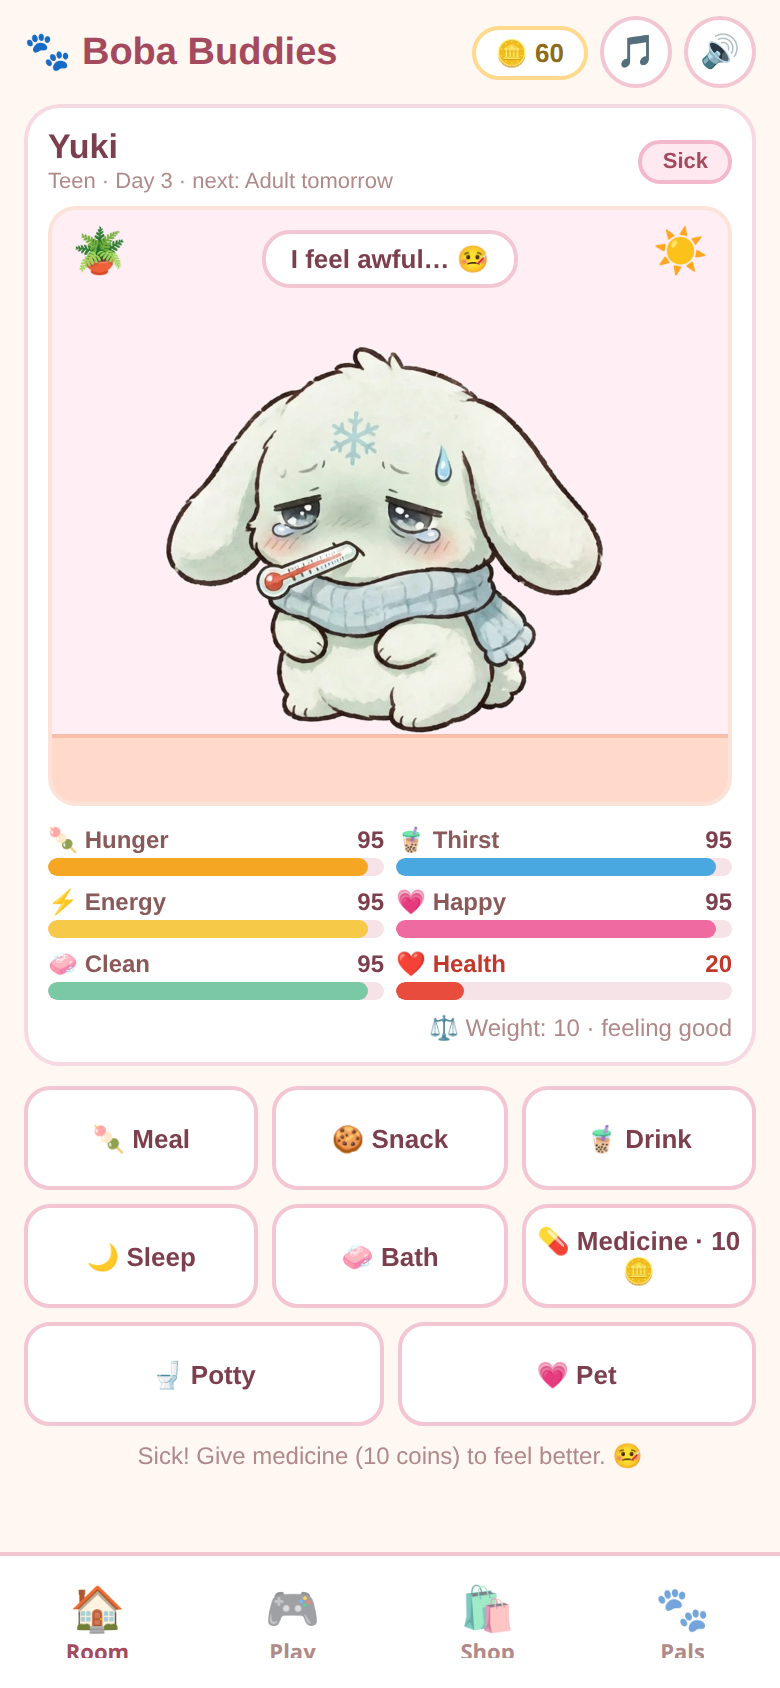 🐾 Boba Buddies
🪙 60
🎵
🔊
Yuki
Teen · Day 3 · next: Adult tomorrow
Sick
I feel awful… 🤒
🍡 Hunger 95
🧋 Thirst 95
⚡ Energy 95
💗 Happy 95
🧼 Clean 95
❤️ Health 20
⚖️ Weight: 10 · feeling good
🍡 Meal
🍪 Snack
🧋 Drink
🌙 Sleep
🧼 Bath
💊 Medicine · 10
🪙
🚽 Potty
💗 Pet
Sick! Give medicine (10 coins) to feel better. 🤒
Room
Play
Shop
Pals